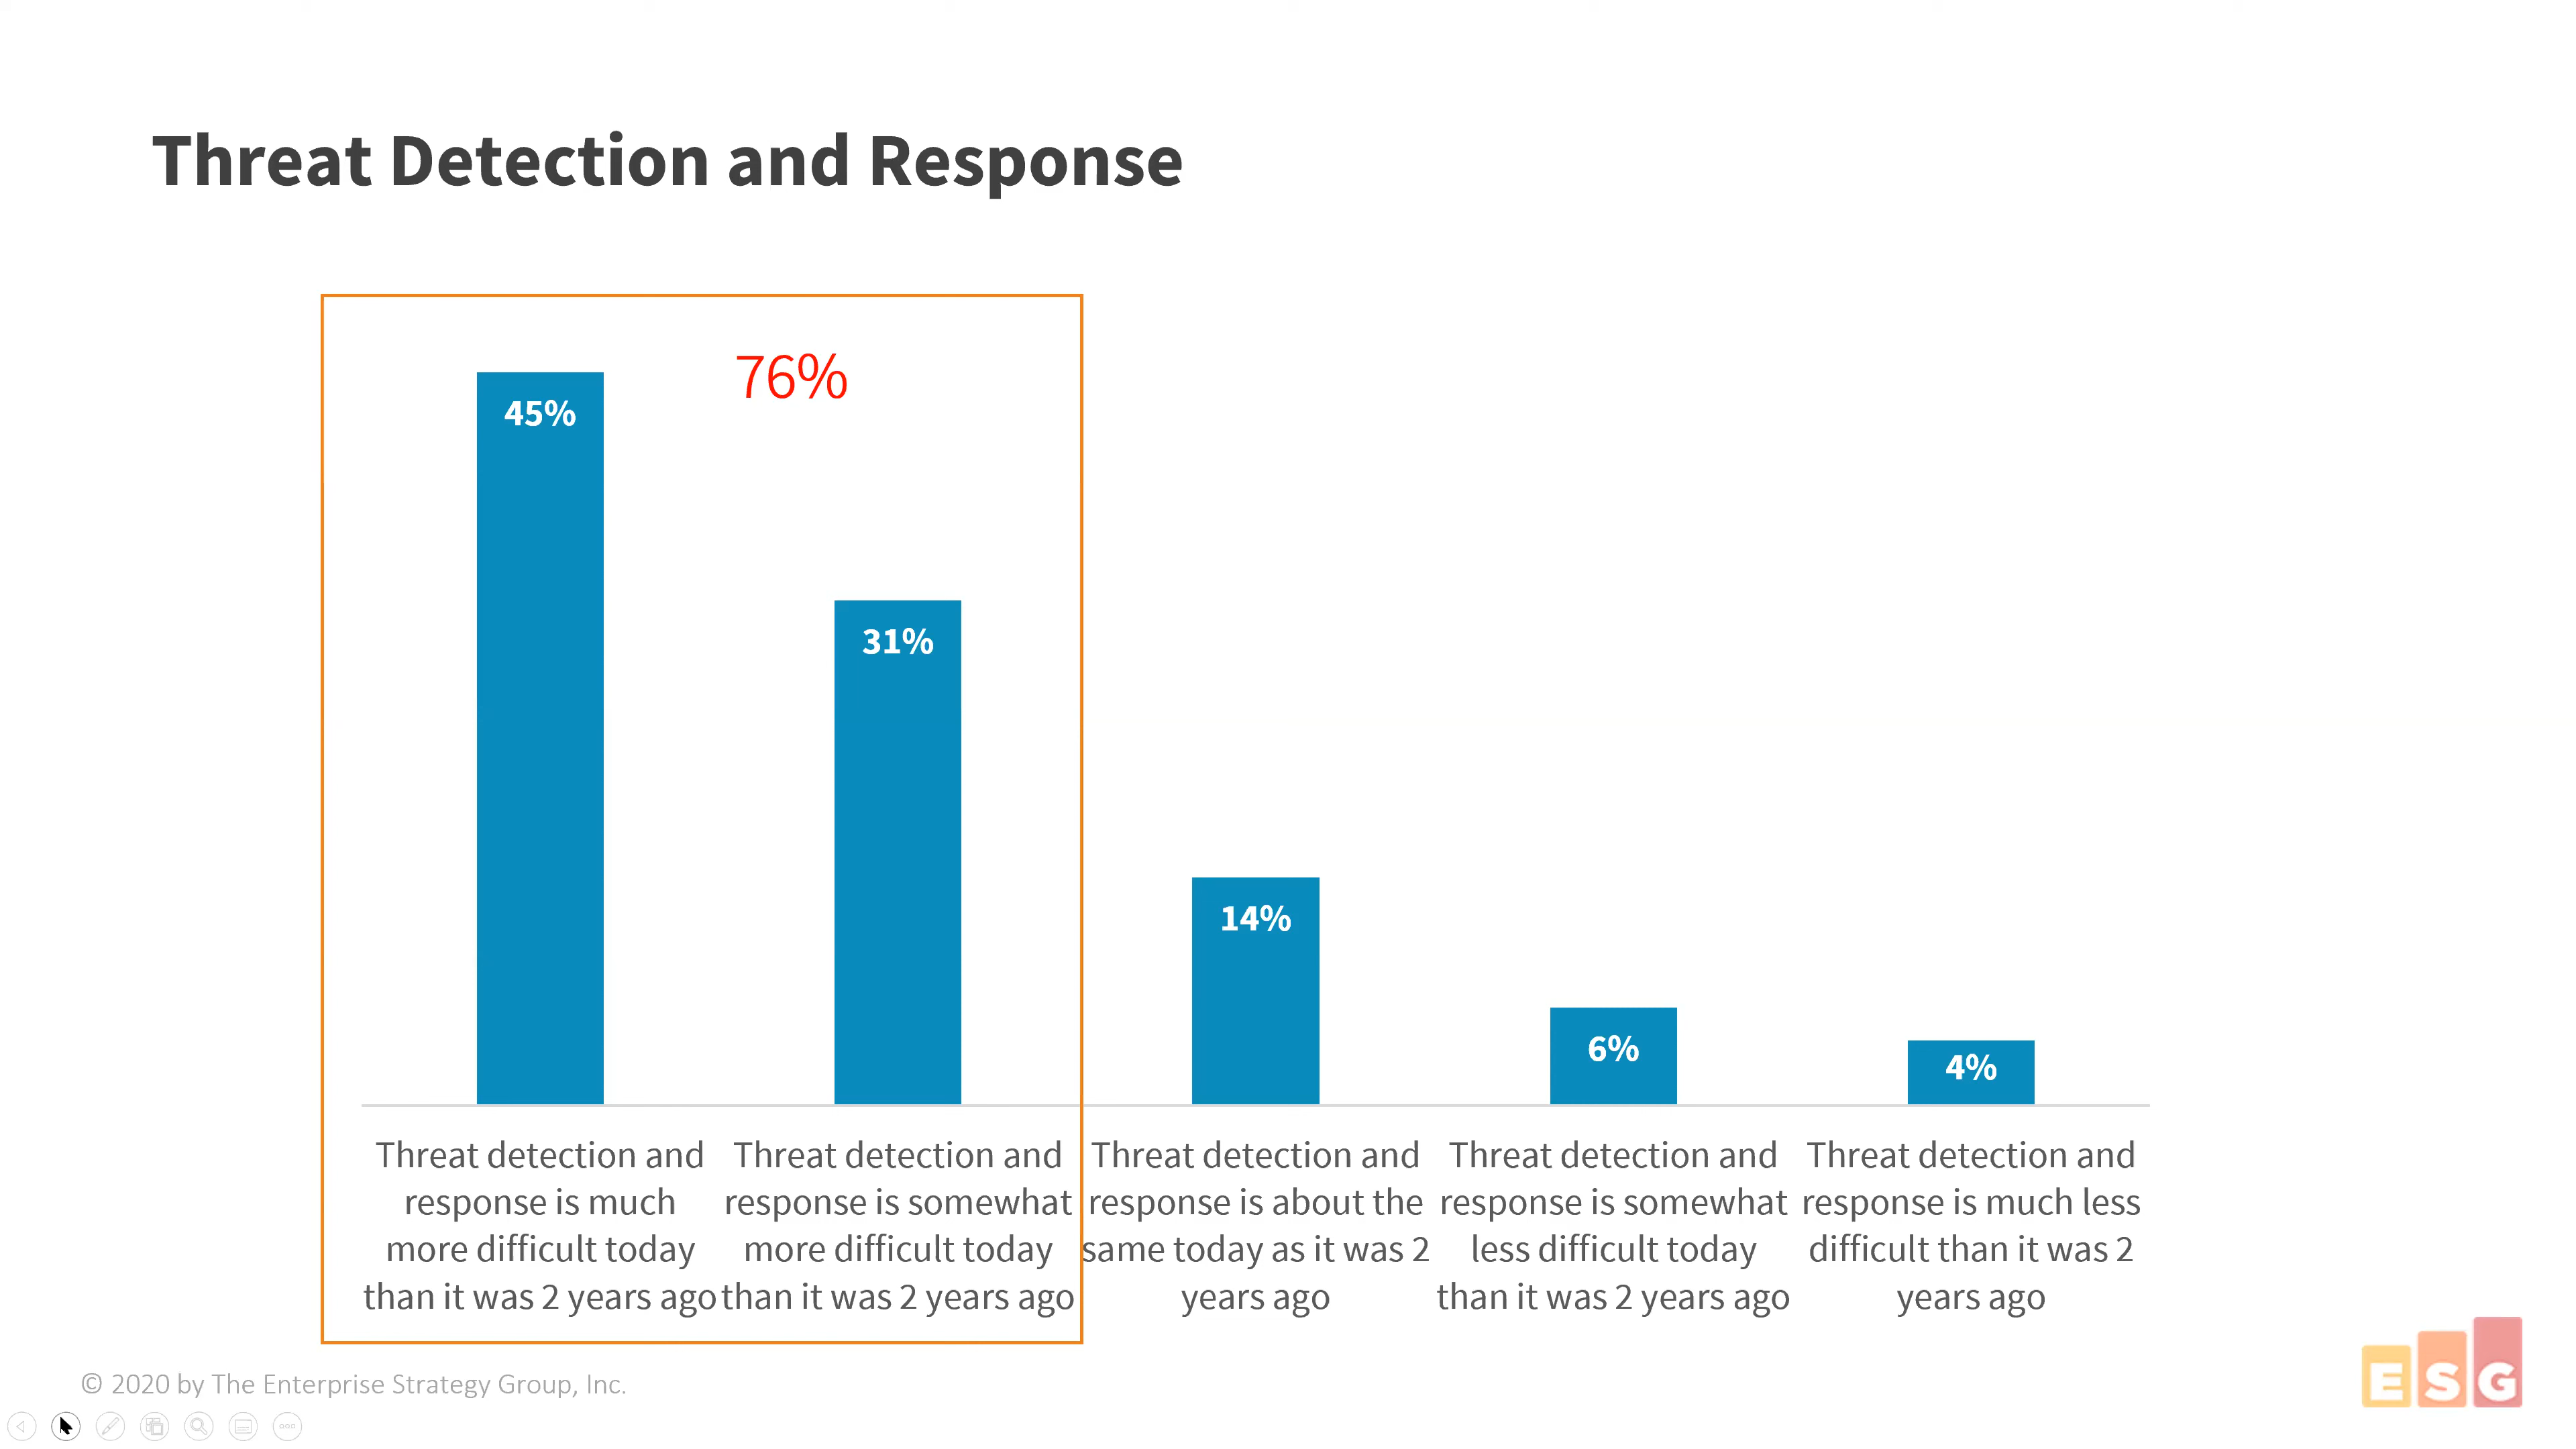 Threat Detection and Response
76%
45%
31%
14%
6%
4%
Threat detection and
response is much
more difficult today
than it was 2 years ago
Threat detection and
response is somewhat
more difficult today
than it was 2 years ago
Threat detection and
response is about the
same today as it was 2
years ago
Threat detection and
response is somewhat
less difficult today
than it was 2 years ago
Threat detection and
response is much less
difficult than it was 2
years ago
© 2020 by The Enterprise Strategy Group, Inc.
ESG